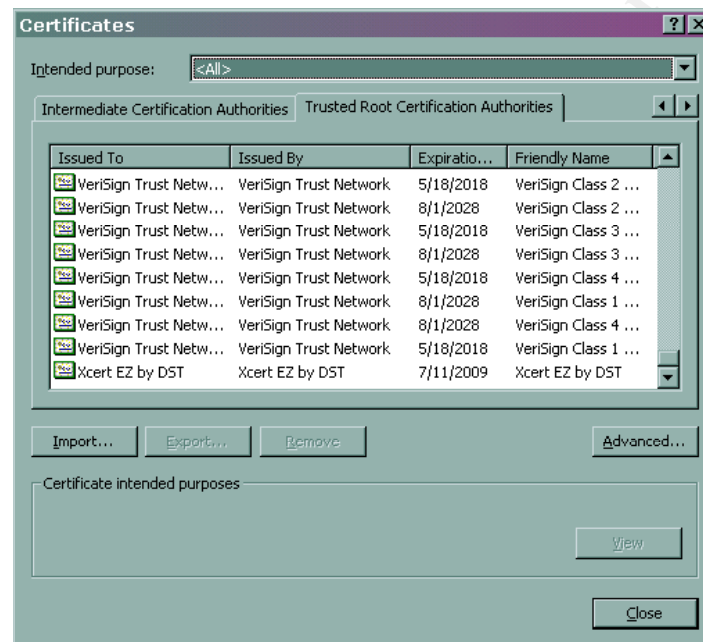 Certificates
Intended purpose: <All>
Intermediate Certification Authorities Trusted Root Certification Authorities
Issued To Issued By Expiratio... Friendly Name
VeriSign Trust Netw... VeriSign Trust Network 5/18/2018 VeriSign Class 2 ...
VeriSign Trust Netw... VeriSign Trust Network 8/1/2028 VeriSign Class 2 ...
VeriSign Trust Netw... VeriSign Trust Network 5/18/2018 VeriSign Class 3 ...
VeriSign Trust Netw... VeriSign Trust Network 8/1/2028 VeriSign Class 3 ...
VeriSign Trust Netw... VeriSign Trust Network 5/18/2018 VeriSign Class 4 ...
VeriSign Trust Netw... VeriSign Trust Network 8/1/2028 VeriSign Class 1 ...
VeriSign Trust Netw... VeriSign Trust Network 8/1/2028 VeriSign Class 4 ...
VeriSign Trust Netw... VeriSign Trust Network 5/18/2018 VeriSign Class 1 ...
Xcert EZ by DST Xcert EZ by DST 7/11/2009 Xcert EZ by DST
Import... Export... Remove Advanced...
Certificate intended purposes
View
Close